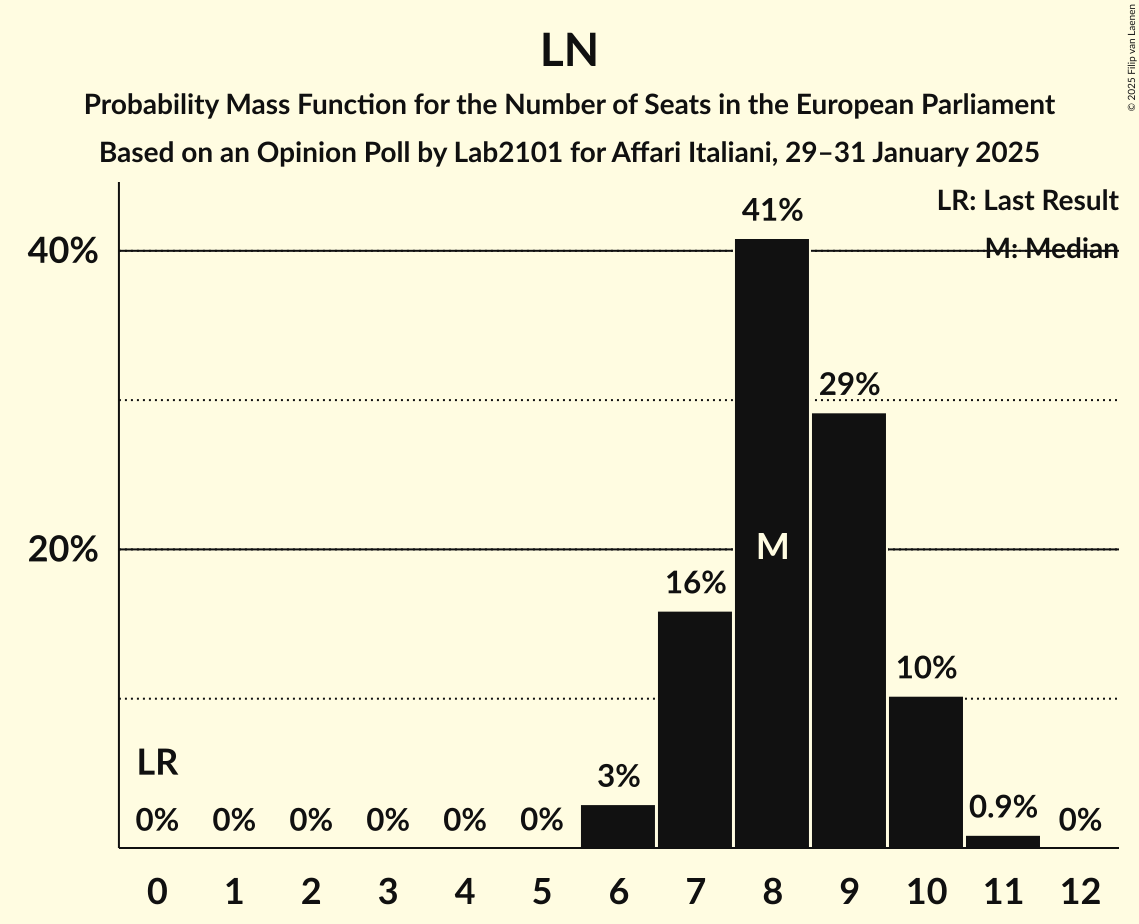 LN
Probability Mass Function for the Number of Seats in the European Parliament
Based on an Opinion Poll by Lab2101 for Affari Italiani, 29–31 January 2025
© 2025 Filip van Laenen
LR: Last Result
M: Median
40%
20%
41%
29%
M
16%
10%
LR
3%
0.9%
0% 0% 0% 0% 0% 0% 0%
0 1 2 3 4 5 6 7 8 9 10 11 12